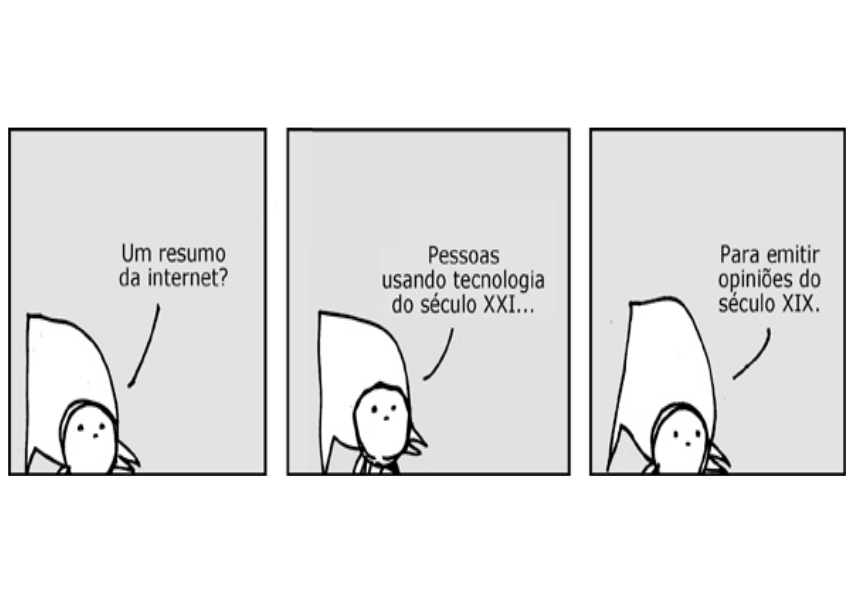 Um resumo
da internet?
Pessoas
usando tecnologia
do século XXI...
Para emitir
opiniões do
século XIX.